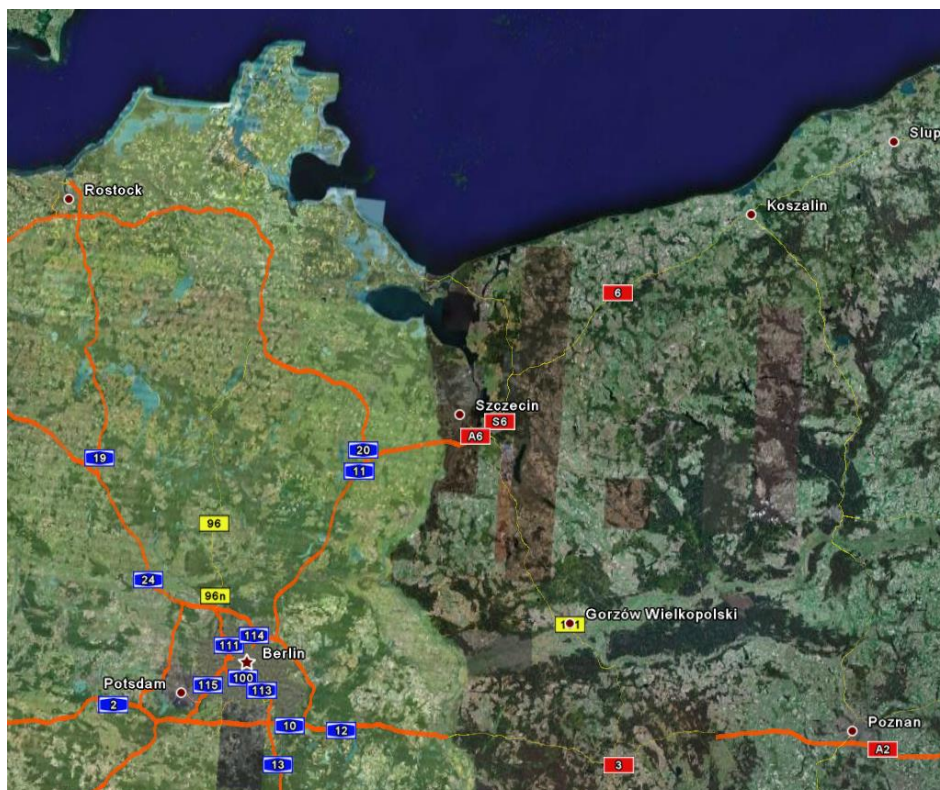 Slup
Rostock
Koszalin
6
Szczecin
S6
A6
20
19
11
96
24
96n
Gorzów Wielkopolski
114
111
Berlin
100
Potsdam
115
113
2
10
12
Poznan
A2
13
3